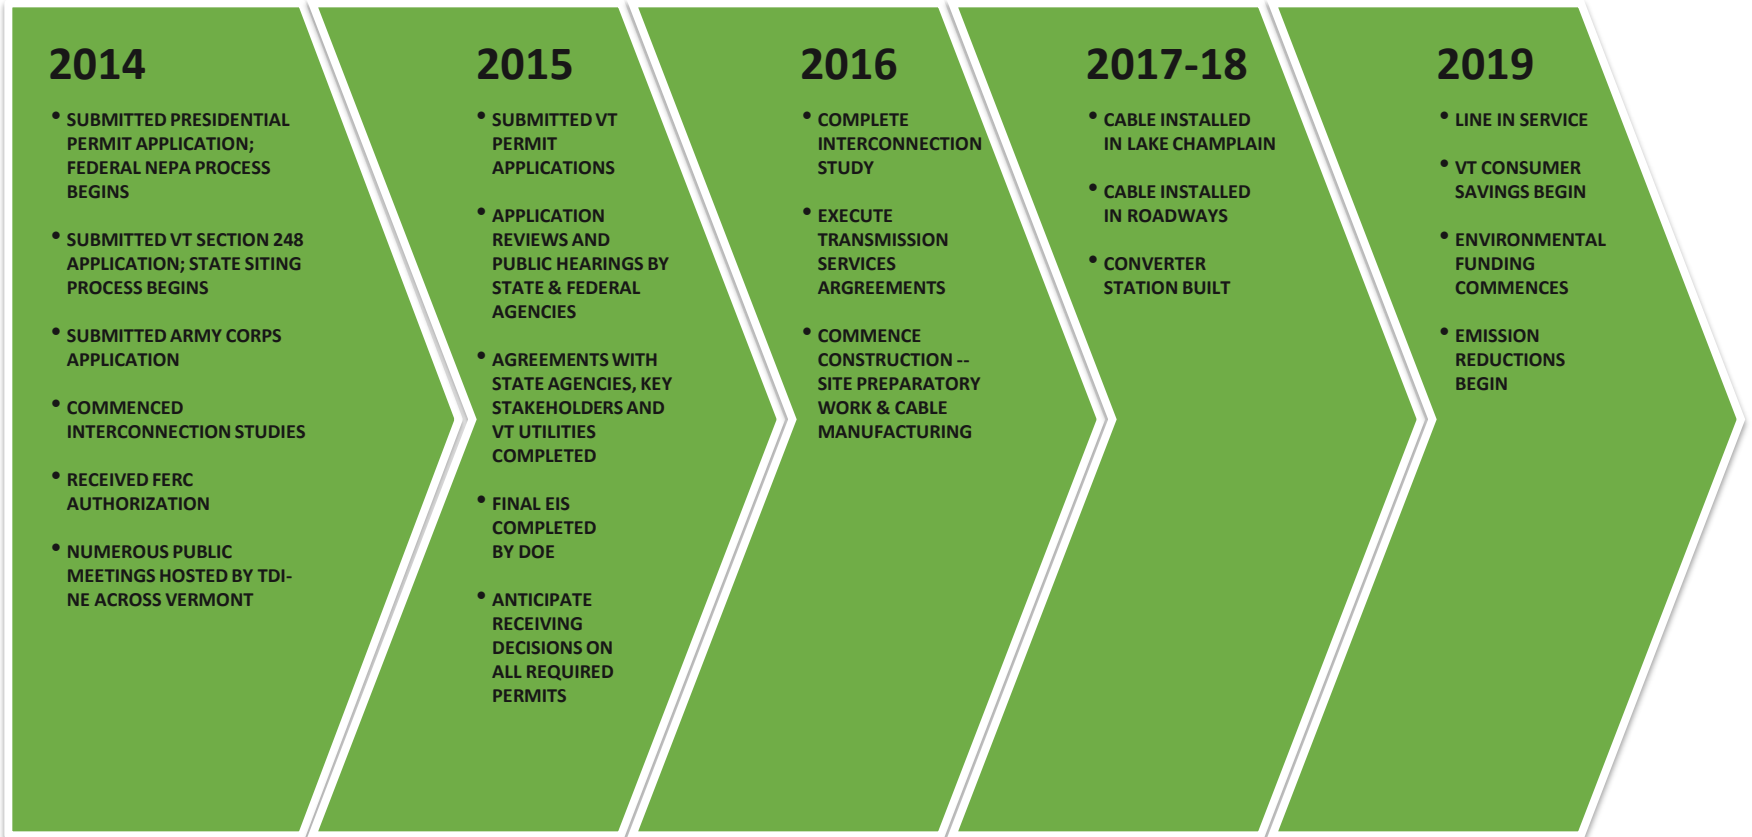 2014
• SUBMITTED PRESIDENTIAL
PERMIT APPLICATION;
FEDERAL NEPA PROCESS
BEGINS
• SUBMITTED VT SECTION 248
APPLICATION; STATE SITING
PROCESS BEGINS
• SUBMITTED ARMY CORPS
APPLICATION
• COMMENCED
INTERCONNECTION STUDIES
• RECEIVED FERC
AUTHORIZATION
• NUMEROUS PUBLIC
MEETINGS HOSTED BY TDI-
NE ACROSS VERMONT
2015
• SUBMITTED VT
PERMIT
APPLICATIONS
• APPLICATION
REVIEWS AND
PUBLIC HEARINGS BY
STATE & FEDERAL
AGENCIES
• AGREEMENTS WITH
STATE AGENCIES, KEY
STAKEHOLDERS AND
VT UTILITIES
COMPLETED
• FINAL EIS
COMPLETED
BY DOE
• ANTICIPATE
RECEIVING
DECISIONS ON
ALL REQUIRED
PERMITS
2016
• COMPLETE
INTERCONNECTION
STUDY
• EXECUTE
TRANSMISSION
SERVICES
ARGREEMENTS
• COMMENCE
CONSTRUCTION --
SITE PREPARATORY
WORK & CABLE
MANUFACTURING
2017-18
• CABLE INSTALLED
IN LAKE CHAMPLAIN
• CABLE INSTALLED
IN ROADWAYS
• CONVERTER
STATION BUILT
2019
• LINE IN SERVICE
• VT CONSUMER
SAVINGS BEGIN
• ENVIRONMENTAL
FUNDING
COMMENCES
• EMISSION
REDUCTIONS
BEGIN